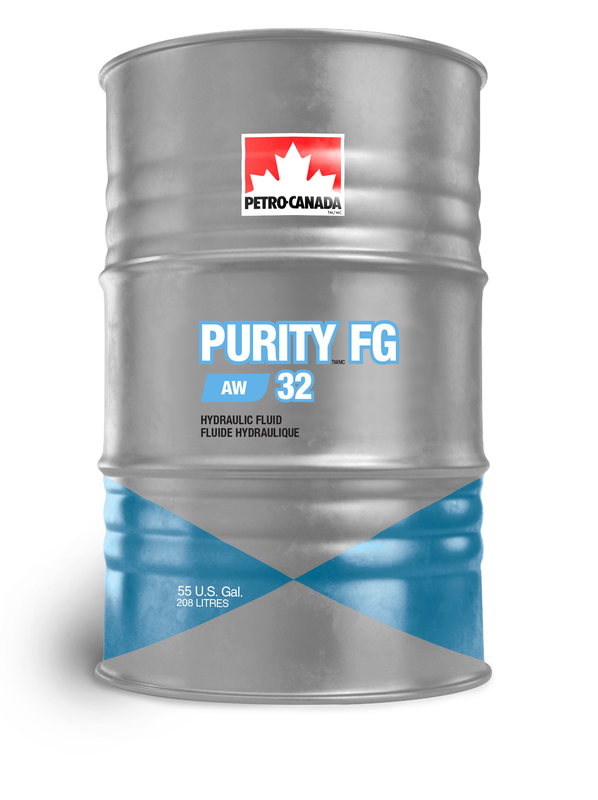 PETRO-CANADA
TM/MC
PURITY FG
TM/MC
AW 32
HYDRAULIC FLUID
FLUIDE HYDRAULIQUE
55 U.S. Gal.
208 LITRES